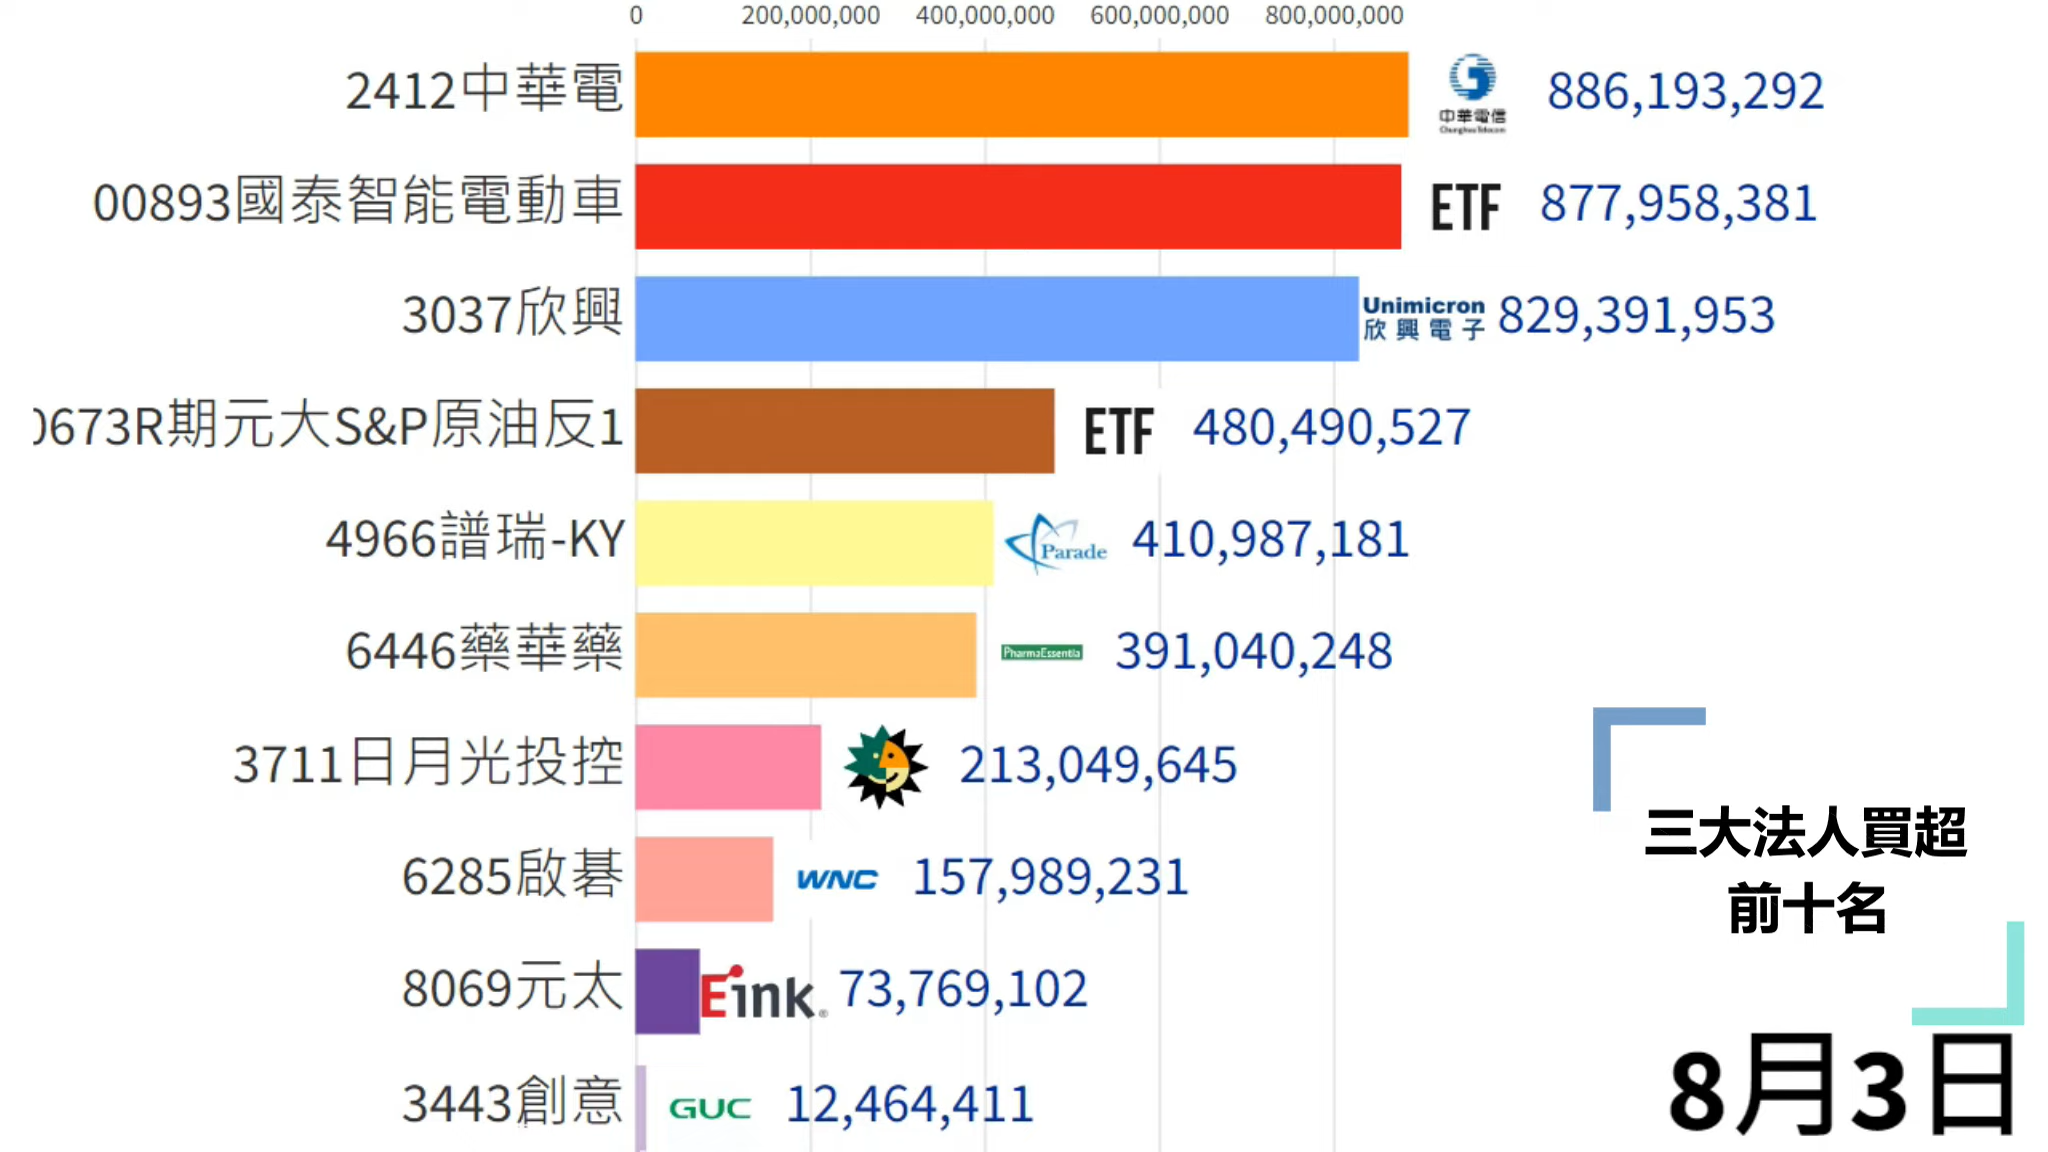 0 200,000,000 400,000,000 600,000,000 800,000,000
2412中華電 中華電信 Chunghwa Telecom 886,193,292
00893國泰智能電動車 ETF 877,958,381
3037欣興 Unimicron 欣興電子 829,391,953
0673R期元大S&P原油反1 ETF 480,490,527
4966譜瑞-KY Parade 410,987,181
6446藥華藥 PharmaEssentia 391,040,248
3711日月光投控 213,049,645
6285啟碁 WNC 157,989,231
8069元太 Eink® 73,769,102
3443創意 GUC 12,464,411
三大法人買超
前十名
8月3日